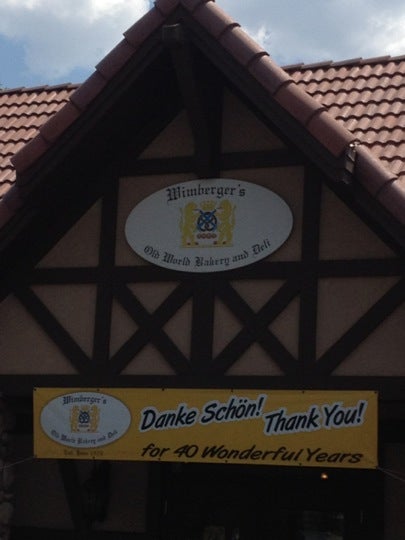 Wimberger's
Old World Bakery and Deli
Wimberger's
Old World Bakery and Deli
Danke Schön! Thank You!
for 40 Wonderful Years